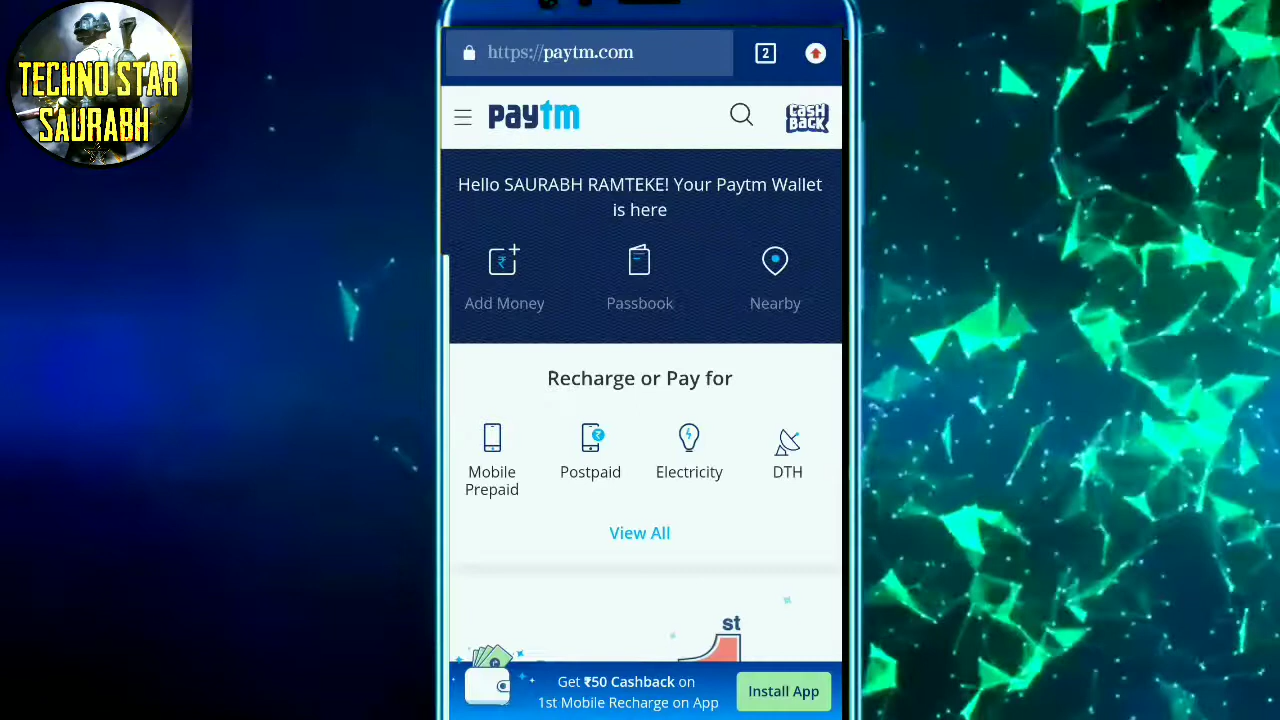 TECHNO STAR
SAURABH
https://paytm.com
2
paytm
CASH
BACK
Hello SAURABH RAMTEKE! Your Paytm Wallet
is here
Add Money
Passbook
Nearby
Recharge or Pay for
Mobile
Prepaid
Postpaid
Electricity
DTH
View All
1st
Get ₹50 Cashback on
1st Mobile Recharge on App
Install App